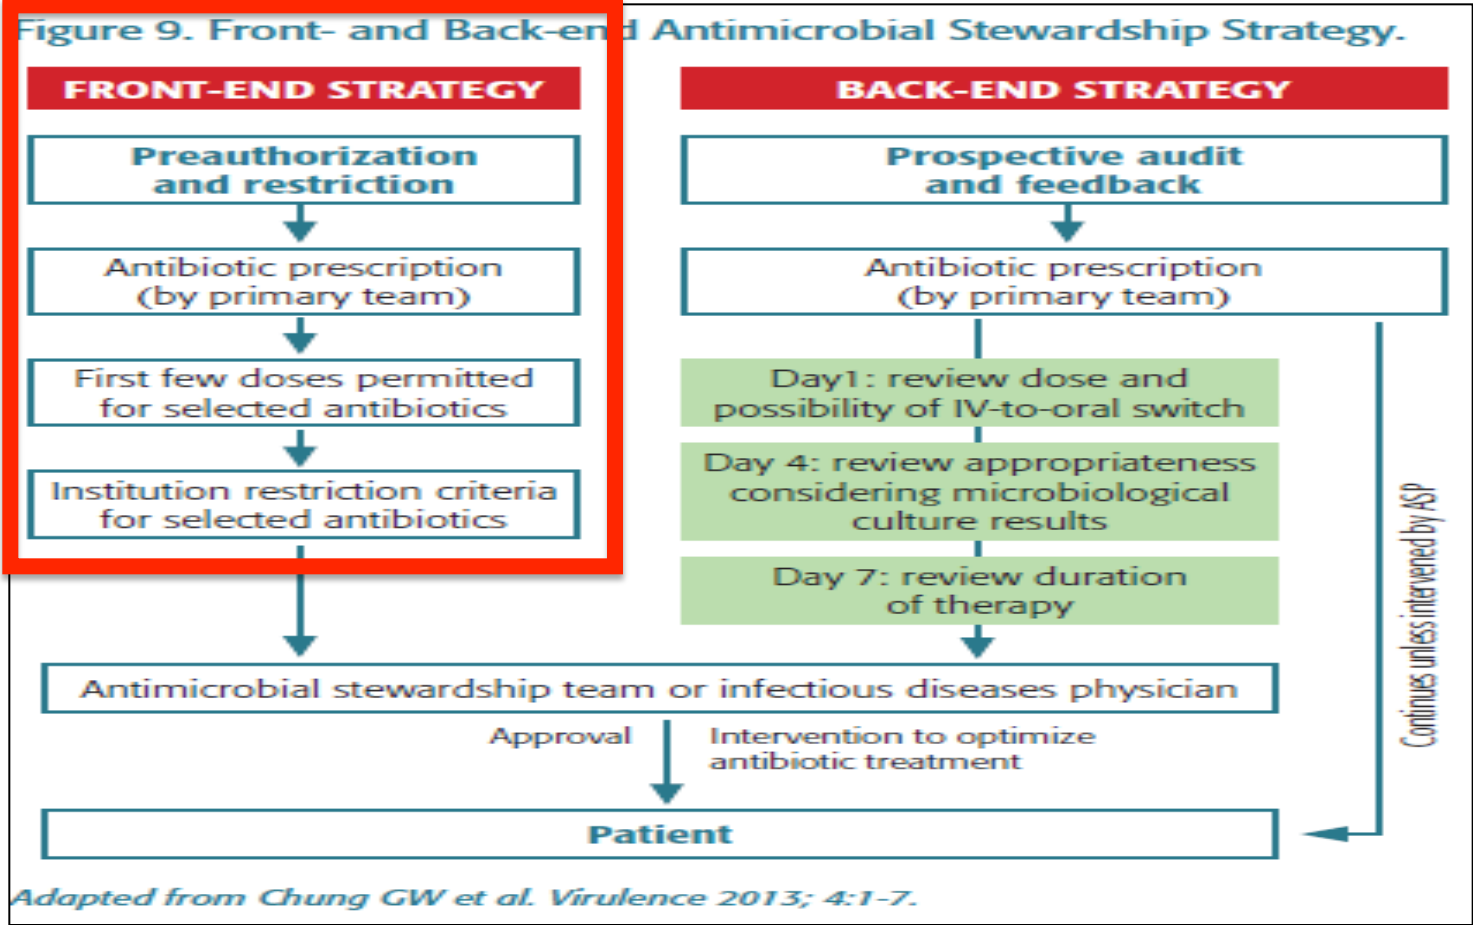 Figure 9. Front- and Back-end Antimicrobial Stewardship Strategy.
FRONT-END STRATEGY
Preauthorization
and restriction
Antibiotic prescription
(by primary team)
First few doses permitted
for selected antibiotics
Institution restriction criteria
for selected antibiotics
BACK-END STRATEGY
Prospective audit
and feedback
Antibiotic prescription
(by primary team)
Day1: review dose and
possibility of IV-to-oral switch
Day 4: review appropriateness
considering microbiological
culture results
Day 7: review duration
of therapy
Continues unless intervened by ASP
Antimicrobial stewardship team or infectious diseases physician
Approval
Intervention to optimize
antibiotic treatment
Patient
Adapted from Chung GW et al. Virulence 2013; 4:1-7.